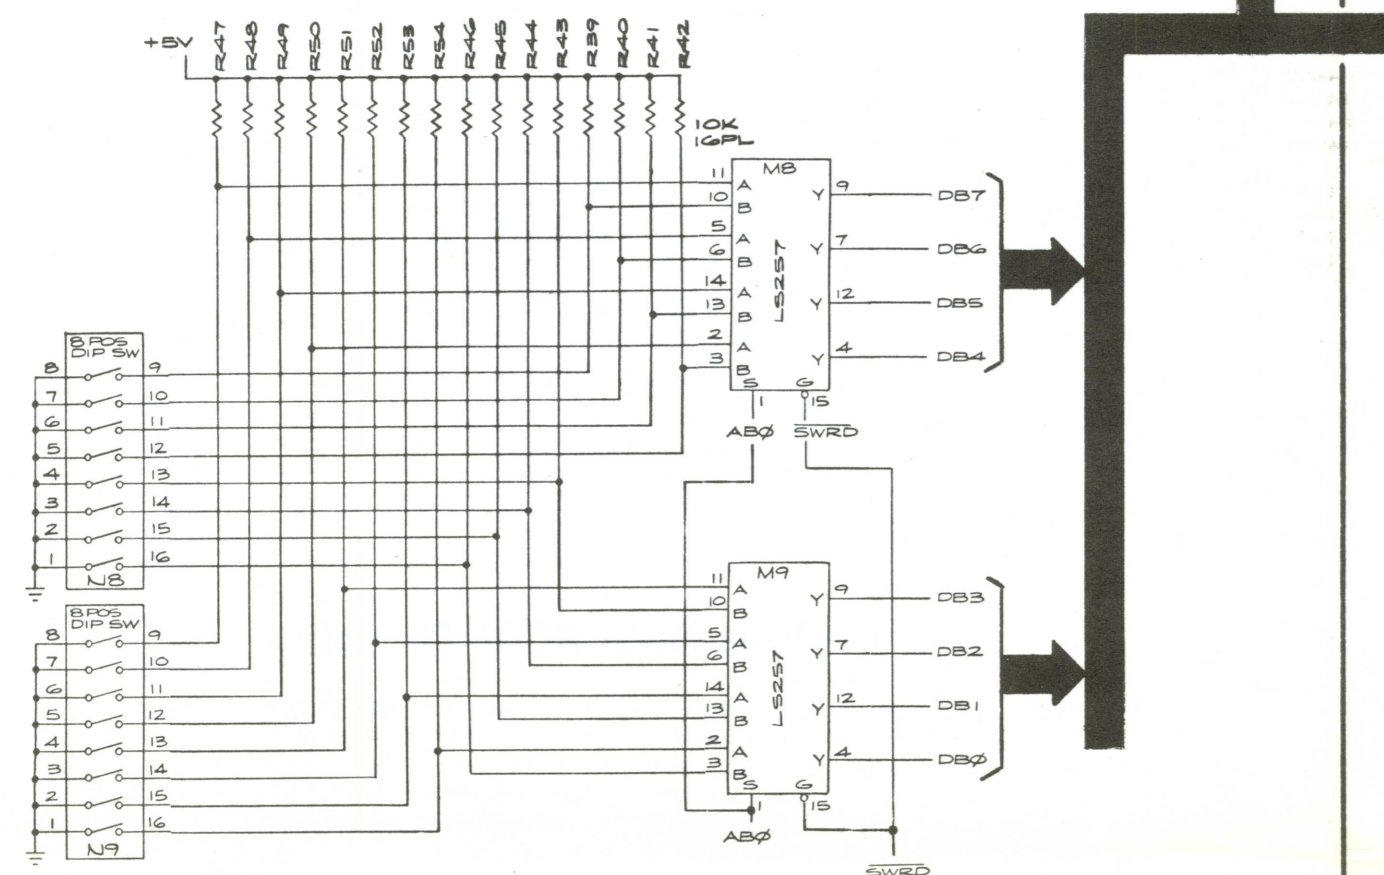 +5V
R47 R48 R49 R50 R51 R52 R53 R54 R46 R45 R44 R43 R39 R40 R41 R42
10K
16PL
M8
11 A
10 B
Y 9 DB7
5 A
6 B
Y 7 DB6
14 A
13 B
Y 12 DB5
2 A
3 B
Y 4 DB4
LS257
S G
1 15
ABØ SWRD
8 POS
DIP SW
8 9
7 10
6 11
5 12
4 13
3 14
2 15
1 16
N8
8 POS
DIP SW
8 9
7 10
6 11
5 12
4 13
3 14
2 15
1 16
N9
M9
11 A
10 B
Y 9 DB3
5 A
6 B
Y 7 DB2
14 A
13 B
Y 12 DB1
2 A
3 B
Y 4 DBØ
LS257
S G
1 15
ABØ
SWRD